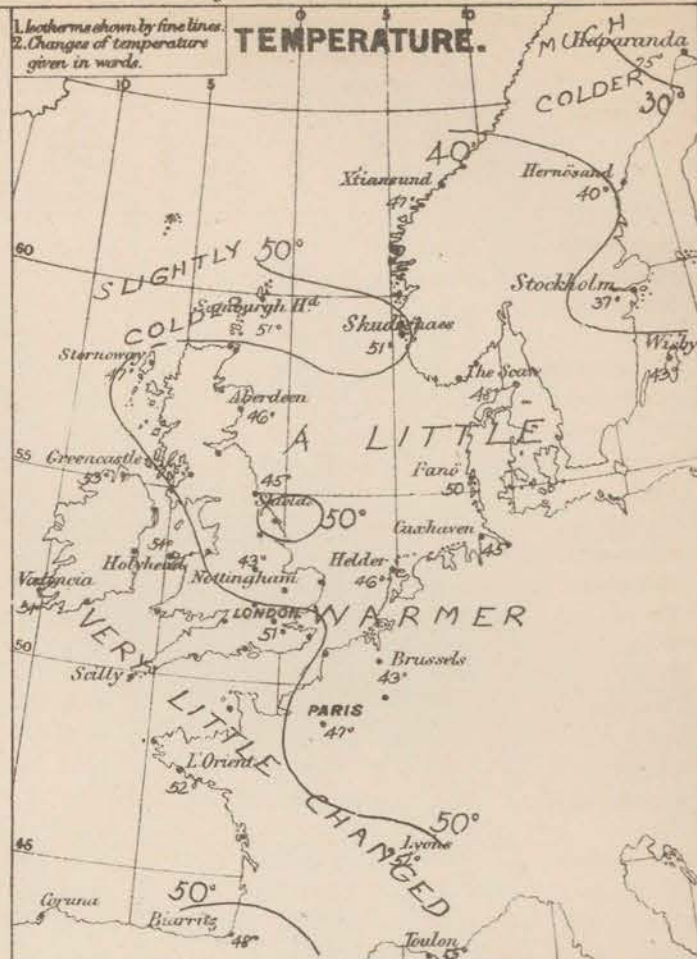 1. Isotherms shown by fine lines.
2. Changes of temperature
given in words.
TEMPERATURE.
10
5
0
5
10
MUCH
COLDER
Haparanda
25°
30
40°
Xtiansund
47°
Hernösand
40°
60
50°
SLIGHTLY
COLDER
Sumburgh Hd.
51°
Stockholm
37°
Skudesnaes
51°
Stornoway
47°
Wisby
43°
The Scaw
48°
Aberdeen
46°
A LITTLE
WARMER
55
Greencastle
53°
45°
Shields
50°
Fanö
50
Cuxhaven
45°
54°
Holyhead
43°
Nottingham
Helder
46°
Valencia
54°
LONDON
51°
VERY
LITTLE
CHANGED
50
Scilly
Brussels
43°
PARIS
47°
L'Orient
52
50°
Lyons
45
50°
Coruna
Biarritz
48°
Toulon